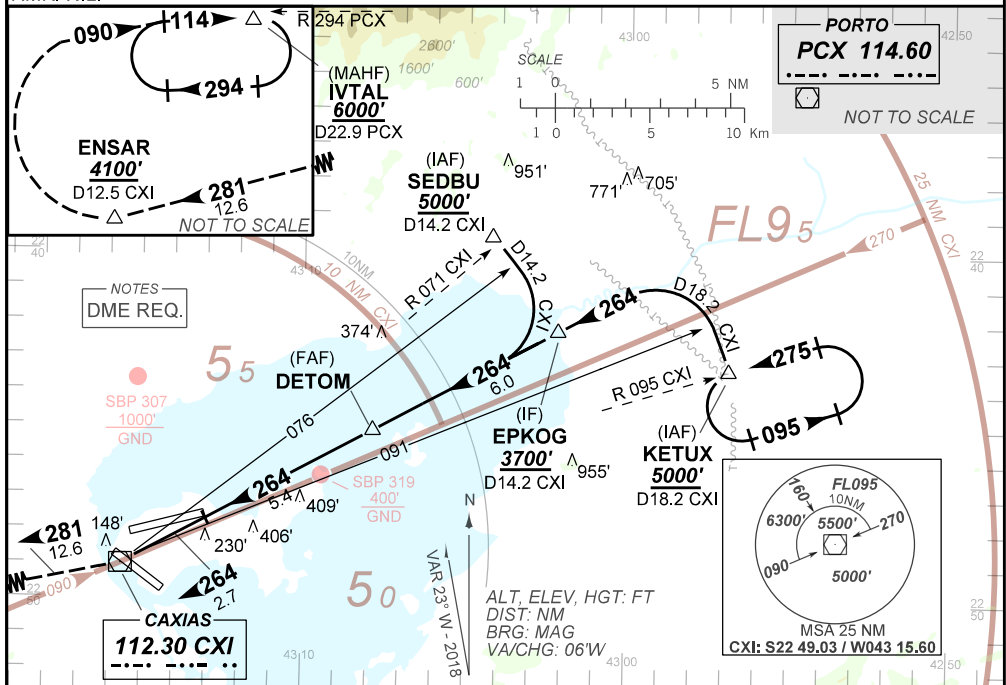 090
114
R 294 PCX
294
(MAHF)
IVTAL
6000'
D22.9 PCX
ENSAR
4100'
D12.5 CXI
281
12.6
NOT TO SCALE
2600'
1600'
600'
43 00
42 50
SCALE
1 0 5 NM
1 0 5 10 Km
PORTO
PCX 114.60
NOT TO SCALE
(IAF)
SEDBU
5000'
D14.2 CXI
951'
771'
705'
25 NM CXI
FL95
270
22
40
22
40
43 10
10NM
10 NM CXI
NOTES
DME REQ.
R 071 CXI
D14.2
CXI
264
D18.2
CXI
374'
55
(FAF)
DETOM
264
6.0
275
R 095 CXI
SBP 307
1000'
GND
076
091
(IF)
EPKOG
3700'
D14.2 CXI
955'
(IAF)
KETUX
5000'
D18.2 CXI
095
264
5.4
409'
SBP 319
400'
GND
281
12.6
148'
230'
406'
N
264
2.7
090
22
50
50
VAR 23° W - 2018
CAXIAS
112.30 CXI
ALT, ELEV, HGT: FT
DIST: NM
BRG: MAG
VA/CHG: 06'W
160
FL095
10NM
6300'
5500'
270
090
5000'
MSA 25 NM
CXI: S22 49.03 / W043 15.60
22
50
43 10
43 00
42 50